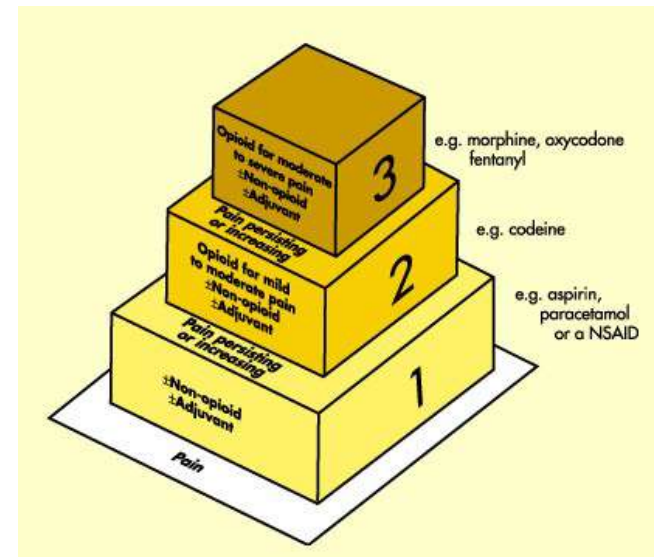 Opioid for moderate
to severe pain
±Non-opioid
±Adjuvant
3
e.g. morphine, oxycodone
fentanyl
Pain persisting
or increasing
Opioid for mild
to moderate pain
±Non-opioid
±Adjuvant
2
e.g. codeine
Pain persisting
or increasing
±Non-opioid
±Adjuvant
1
e.g. aspirin,
paracetamol
or a NSAID
Pain